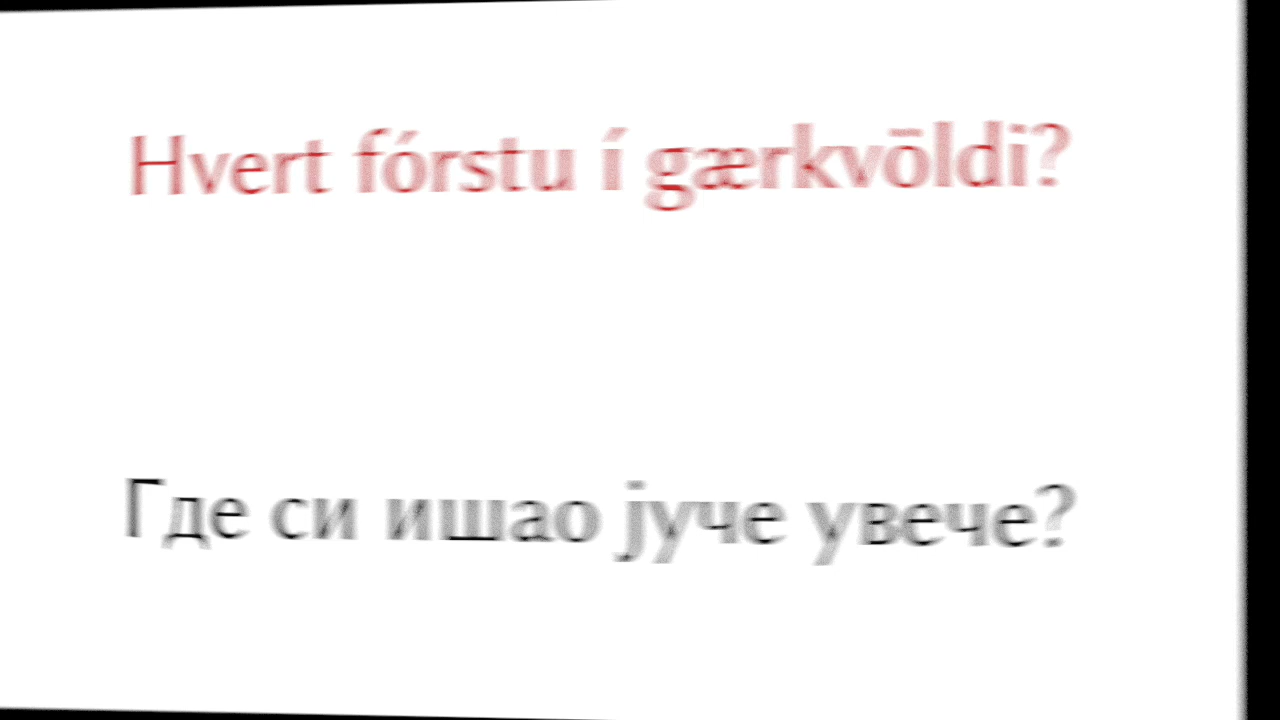 Hvert fórstu í gærkvöldi?
Где си ишао јуче увече?